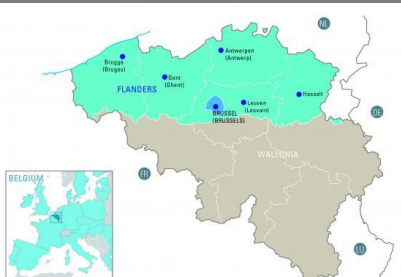 NL
Antwerpen
(Antwerp)
Brugge
(Bruges)
Gent
(Ghent)
FLANDERS
Hasselt
Leuven
(Louvain)
BRUSSEL
(BRUSSELS)
DE
WALLONIA
FR
BELGIUM
LU